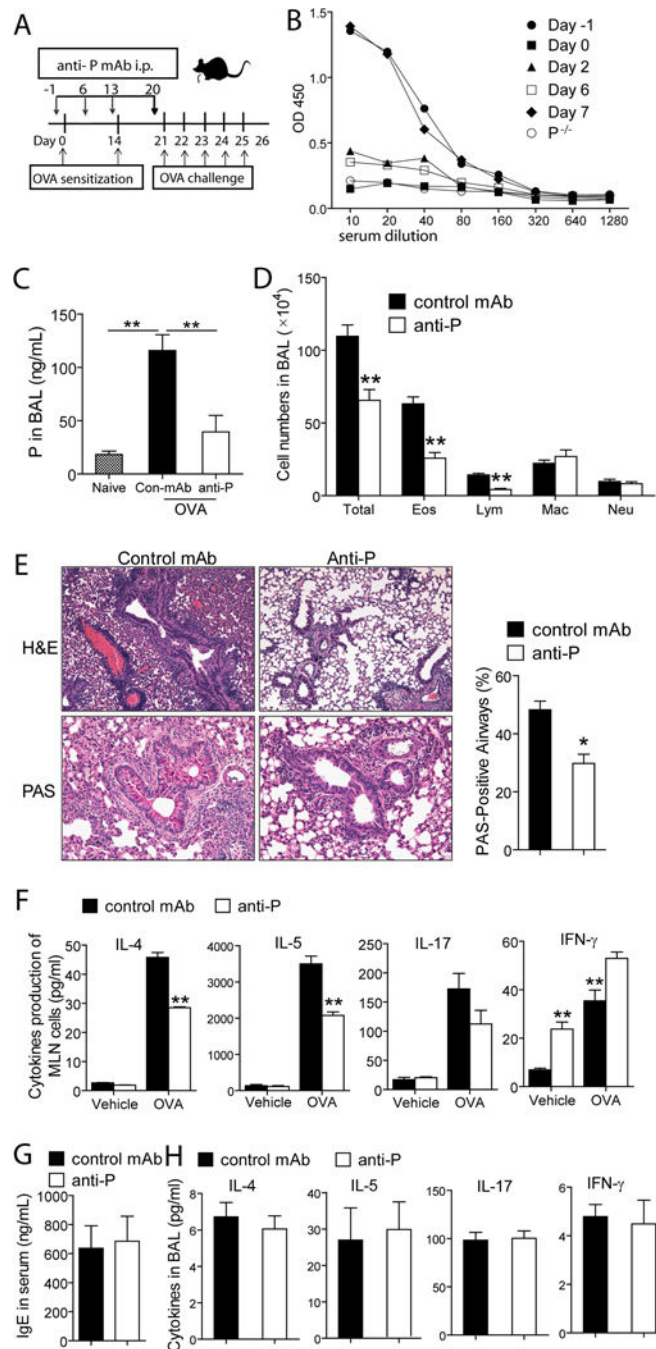 A
anti- P mAb i.p.
-1 6 13 20
Day 0 14 21 22 23 24 25 26
OVA sensitization OVA challenge
B
OD 450
1.5
1.0
0.5
0.0
10 20 40 80 160 320 640 1280
serum dilution
Day -1
Day 0
Day 2
Day 6
Day 7
P-/-
C
P in BAL (ng/mL)
150
100
50
0
** **
Naive Con-mAb anti-P
OVA
D
Cell numbers in BAL (×10⁴)
150
100
50
0
control mAb
anti-P
** ** **
Total Eos Lym Mac Neu
E
Control mAb Anti-P
H&E
PAS
control mAb
anti-P
PAS-Positive Airways (%)
60
40
20
0
*
F
control mAb anti-P
Cytokines production of
MLN cells (pg/ml)
IL-4
60
45
30
15
0
**
Vehicle OVA
IL-5
4000
3000
2000
1000
0
**
Vehicle OVA
IL-17
250
200
150
100
50
0
Vehicle OVA
IFN-γ
60
40
20
0
** **
Vehicle OVA
G
control mAb
anti-P
IgE in serum (ng/mL)
1000
800
600
400
200
0
H
control mAb anti-P
Cytokines in BAL (pg/ml)
IL-4
8
6
4
2
0
IL-5
40
30
20
10
0
IL-17
150
100
50
0
IFN-γ
6
4
2
0